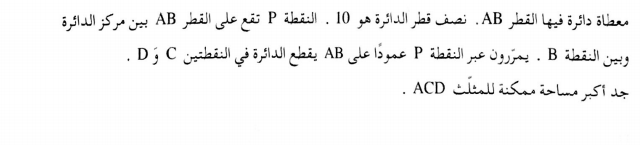 معطاة دائرة فيها القطر AB . نصف قطر الدائرة هو 10 . النقطة P تقع على القطر AB بين مركز الدائرة
وبين النقطة B . يمرّرون عبر النقطة P عمودًا على AB يقطع الدائرة في النقطتين C وَ D .
جد أكبر مساحة ممكنة للمثلّث ACD .